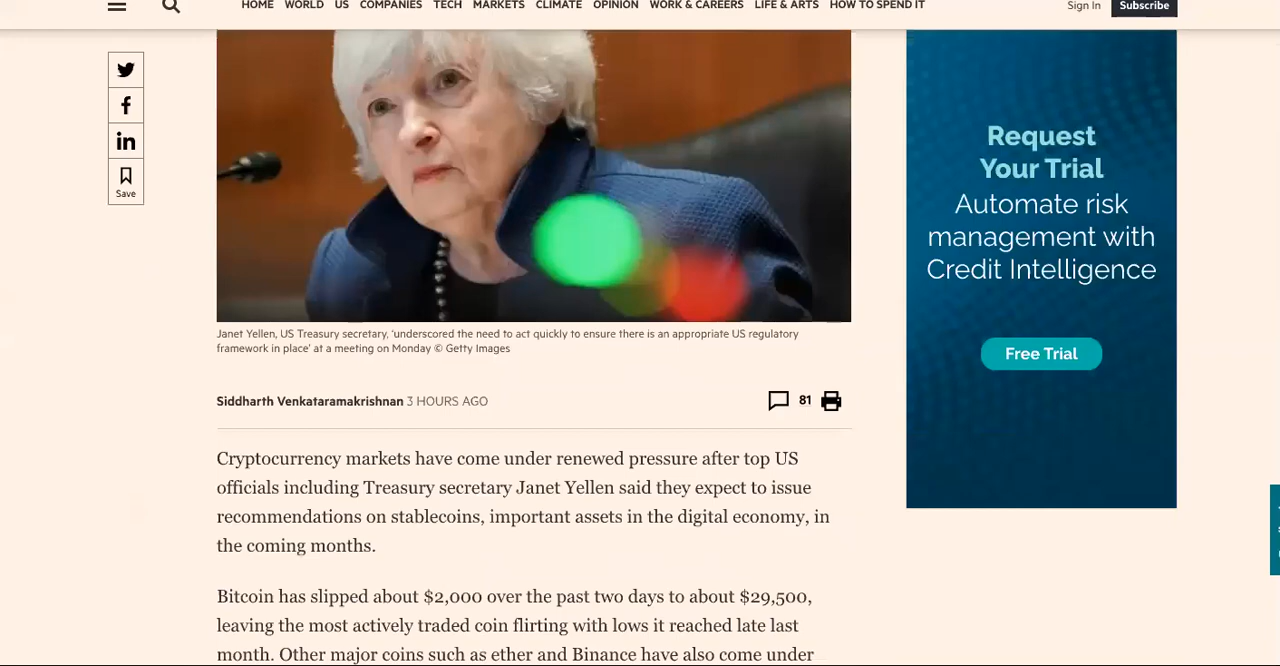 HOME WORLD US COMPANIES TECH MARKETS CLIMATE OPINION WORK & CAREERS LIFE & ARTS HOW TO SPEND IT Sign In Subscribe
Save
Request
Your Trial
Automate risk
management with
Credit Intelligence
Free Trial
Janet Yellen, US Treasury secretary, ‘underscored the need to act quickly to ensure there is an appropriate US regulatory
framework in place’ at a meeting on Monday © Getty Images
Siddharth Venkataramakrishnan 3 HOURS AGO 81
Cryptocurrency markets have come under renewed pressure after top US
officials including Treasury secretary Janet Yellen said they expect to issue
recommendations on stablecoins, important assets in the digital economy, in
the coming months.
Bitcoin has slipped about $2,000 over the past two days to about $29,500,
leaving the most actively traded coin flirting with lows it reached late last
month. Other major coins such as ether and Binance have also come under